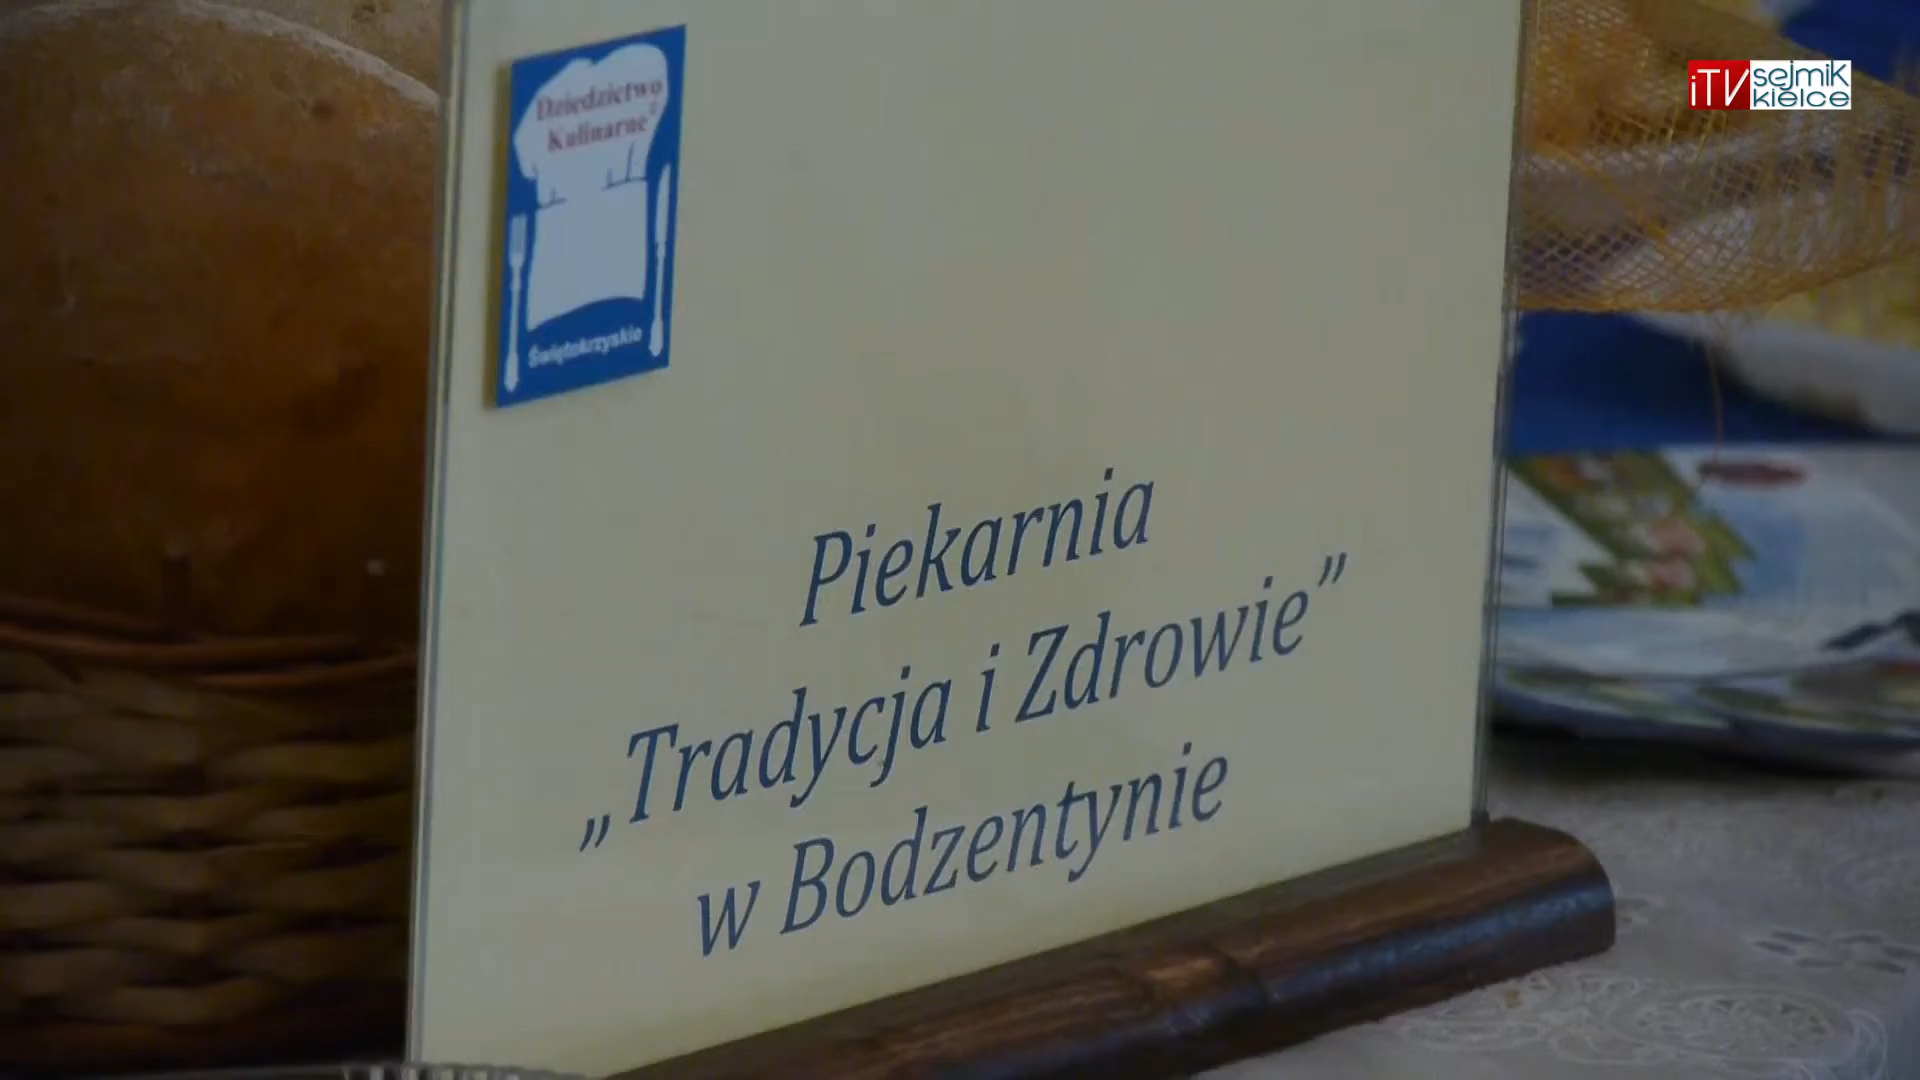 Dziedzictwo
Kulinarne
Świętokrzyskie
iTV sejmik
kielce
Piekarnia
„Tradycja i Zdrowie”
w Bodzentynie